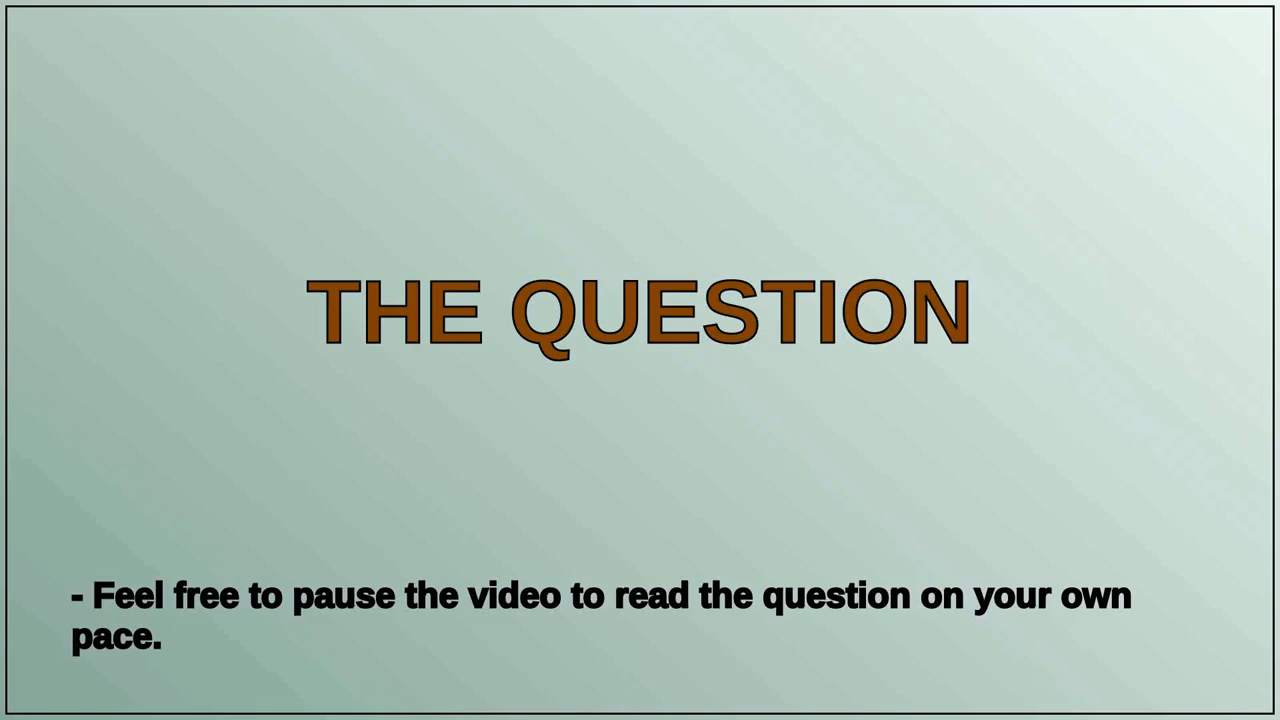 THE QUESTION
- Feel free to pause the video to read the question on your own
pace.